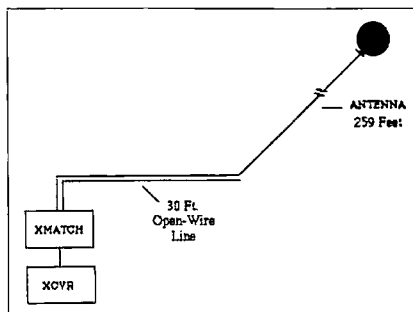 ANTENNA
259 Feet
30 Ft.
Open-Wire
Line
XMATCH
XCVR